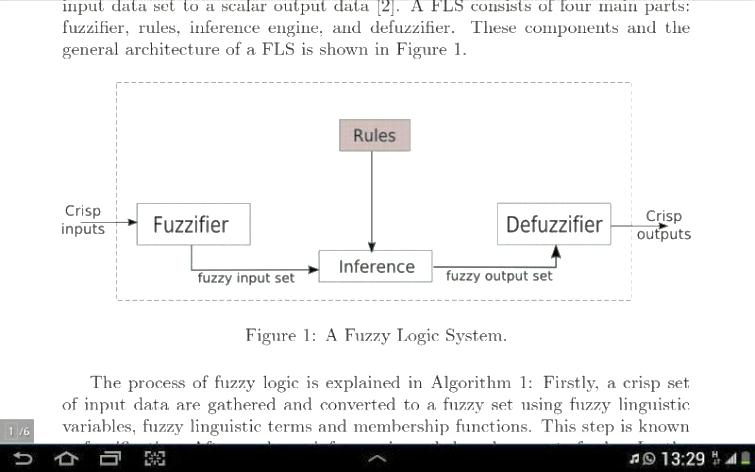 input data set to a scalar output data [2]. A FLS consists of four main parts:
fuzzifier, rules, inference engine, and defuzzifier. These components and the
general architecture of a FLS is shown in Figure 1.
Rules
Crisp
inputs
Fuzzifier
Defuzzifier
Crisp
outputs
Inference
fuzzy input set
fuzzy output set
Figure 1: A Fuzzy Logic System.
The process of fuzzy logic is explained in Algorithm 1: Firstly, a crisp set
of input data are gathered and converted to a fuzzy set using fuzzy linguistic
variables, fuzzy linguistic terms and membership functions. This step is known
1/6
13:29